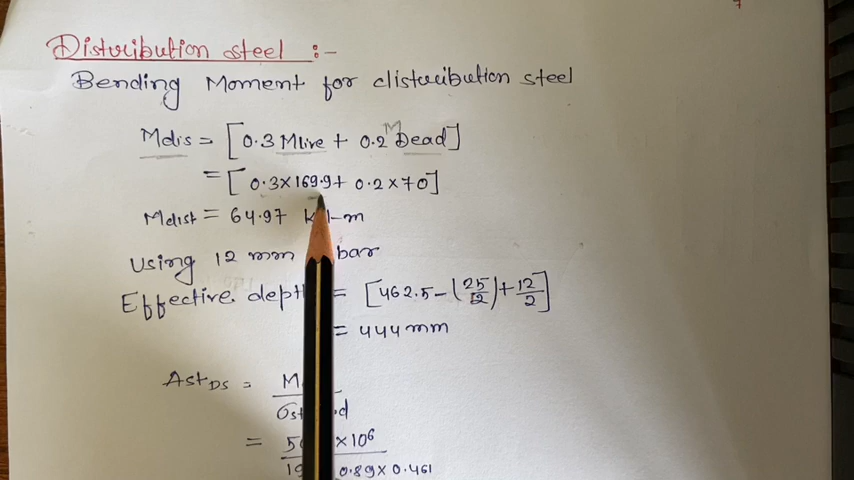 Distribution steel :-
Bending Moment for distribution steel
Mdis = [0.3 Mlive + 0.2 MDead]
= [0.3×169.9+ 0.2×70]
Mdist = 64.97 -m
Using 12 mm bar
Effective depth = [462.5 - (25/2) + 12/2]
= 444 mm
AstDS =
= ×10⁶
0.89 × 0.461